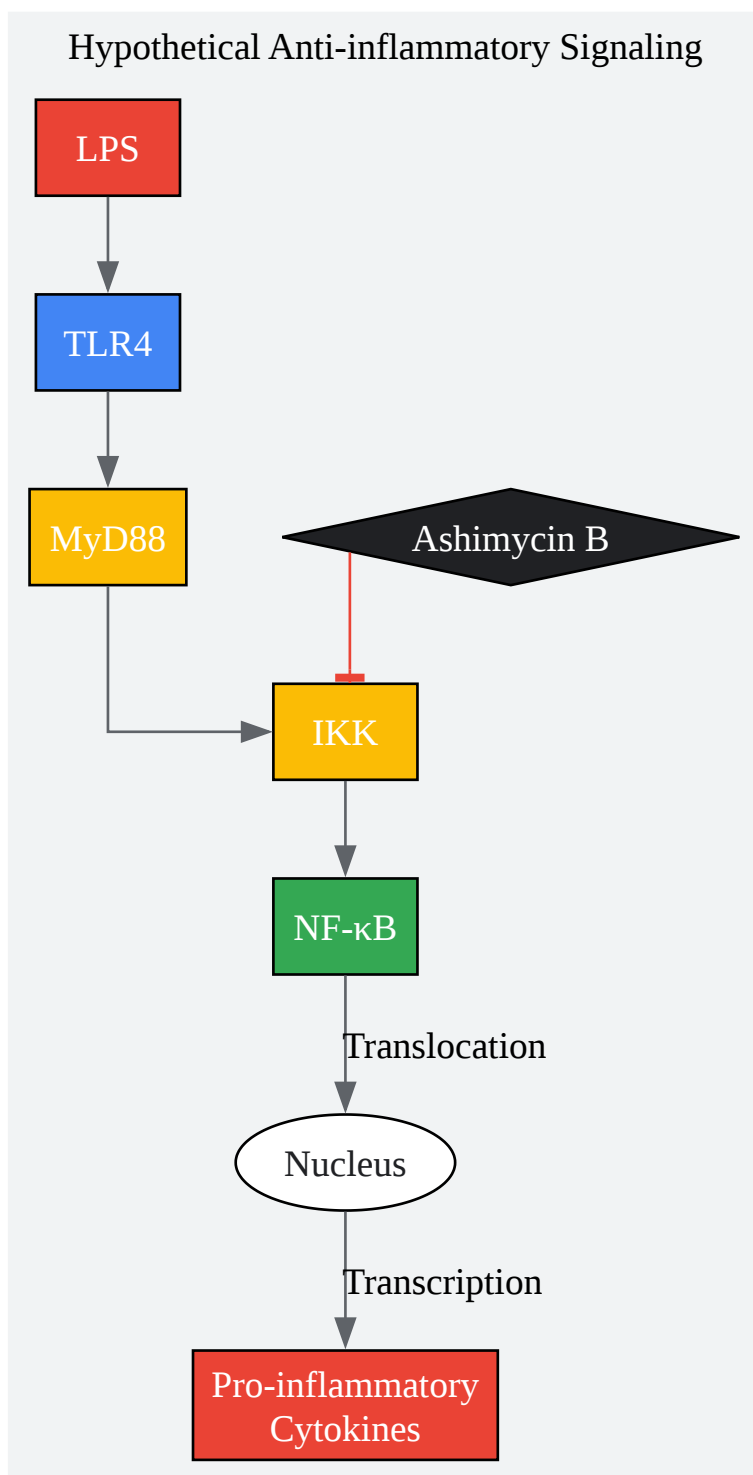 Hypothetical Anti-inflammatory Signaling
LPS
TLR4
MyD88
Ashimycin B
IKK
NF-κB
Translocation
Nucleus
Transcription
Pro-inflammatory
Cytokines